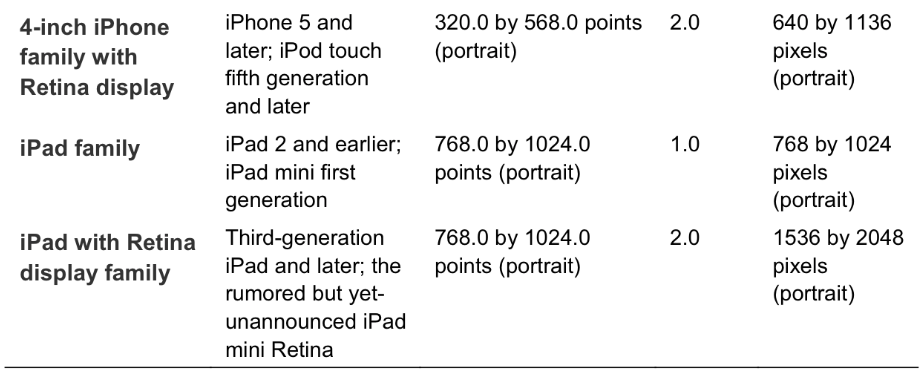 4-inch iPhone
family with
Retina display
iPhone 5 and
later; iPod touch
fifth generation
and later
320.0 by 568.0 points
(portrait)
2.0
640 by 1136
pixels
(portrait)
iPad family
iPad 2 and earlier;
iPad mini first
generation
768.0 by 1024.0
points (portrait)
1.0
768 by 1024
pixels
(portrait)
iPad with Retina
display family
Third-generation
iPad and later; the
rumored but yet-
unannounced iPad
mini Retina
768.0 by 1024.0
points (portrait)
2.0
1536 by 2048
pixels
(portrait)